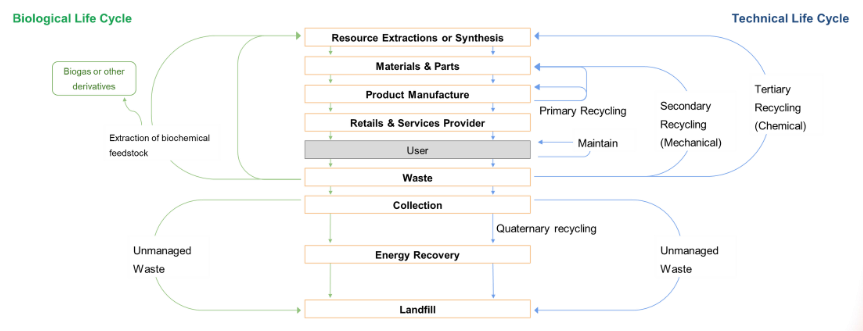 Biological Life Cycle
Technical Life Cycle
Resource Extractions or Synthesis
Materials & Parts
Biogas or other
derivatives
Product Manufacture
Primary Recycling
Secondary
Recycling
(Mechanical)
Tertiary
Recycling
(Chemical)
Retails & Services Provider
Extraction of biochemical
feedstock
User
Maintain
Waste
Collection
Quaternary recycling
Unmanaged
Waste
Energy Recovery
Unmanaged
Waste
Landfill